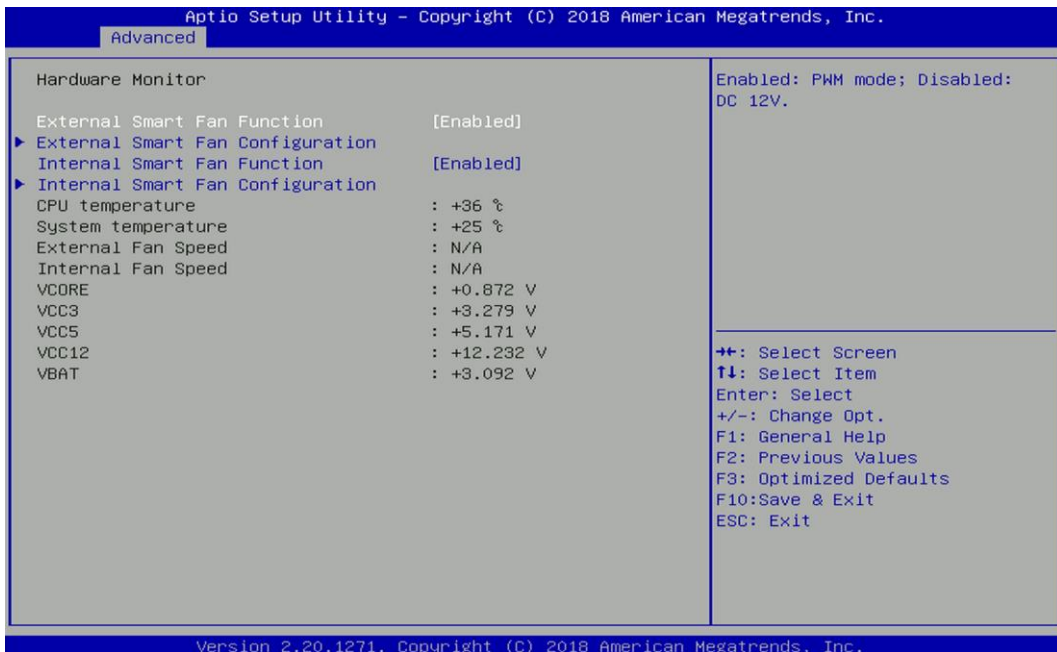 Aptio Setup Utility – Copyright (C) 2018 American Megatrends, Inc.
Advanced
Hardware Monitor
External Smart Fan Function [Enabled]
External Smart Fan Configuration
Internal Smart Fan Function [Enabled]
Internal Smart Fan Configuration
CPU temperature : +36 ℃
System temperature : +25 ℃
External Fan Speed : N/A
Internal Fan Speed : N/A
VCORE : +0.872 V
VCC3 : +3.279 V
VCC5 : +5.171 V
VCC12 : +12.232 V
VBAT : +3.092 V
Enabled: PWM mode; Disabled:
DC 12V.
→←: Select Screen
↑↓: Select Item
Enter: Select
+/-: Change Opt.
F1: General Help
F2: Previous Values
F3: Optimized Defaults
F10:Save & Exit
ESC: Exit
Version 2.20.1271. Copyright (C) 2018 American Megatrends, Inc.